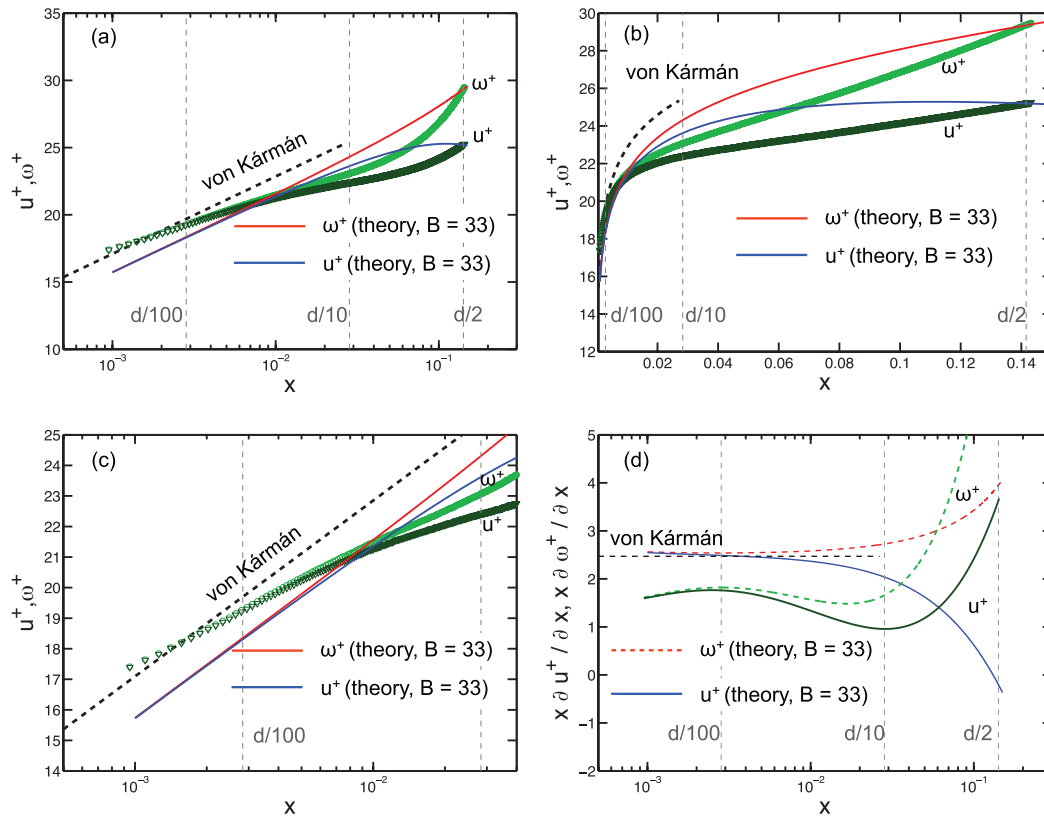 (a)
35
30
25
20
15
10
u+,ω+
ω+
u+
von Kármán
ω+ (theory, B = 33)
u+ (theory, B = 33)
d/100
d/10
d/2
10−3
10−2
10−1
x
(b)
30
28
26
24
22
20
18
16
14
12
u+,ω+
von Kármán
ω+
u+
ω+ (theory, B = 33)
u+ (theory, B = 33)
d/100
d/10
d/2
0.02
0.04
0.06
0.08
0.1
0.12
0.14
x
(c)
25
24
23
22
21
20
19
18
17
16
15
14
u+,ω+
von Kármán
ω+
u+
ω+ (theory, B = 33)
u+ (theory, B = 33)
d/100
10−3
10−2
x
(d)
5
4
3
2
1
0
−1
−2
x ∂ u+ / ∂ x, x ∂ ω+ / ∂ x
von Kármán
ω+
u+
ω+ (theory, B = 33)
u+ (theory, B = 33)
d/100
d/10
d/2
10−3
10−2
10−1
x